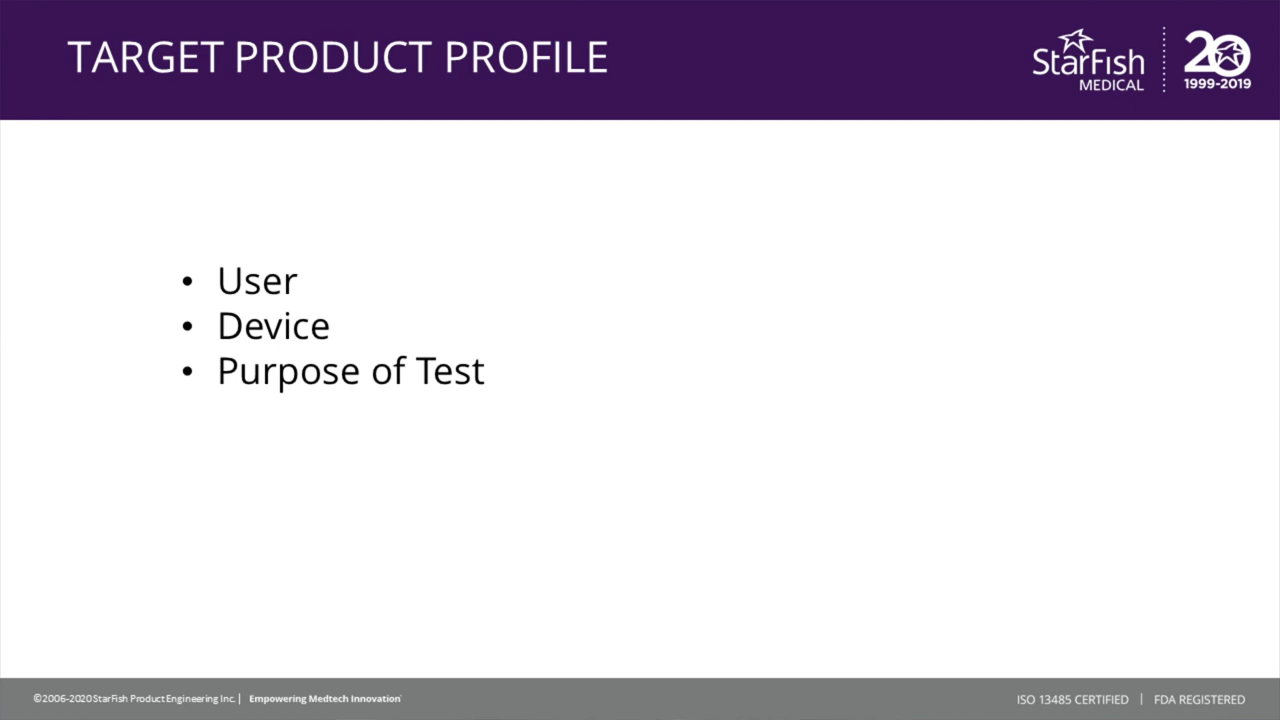 TARGET PRODUCT PROFILE
StarFish
MEDICAL
20
1999-2019
• User
• Device
• Purpose of Test
©2006-2020 StarFish Product Engineering Inc. | Empowering Medtech Innovation
ISO 13485 CERTIFIED | FDA REGISTERED